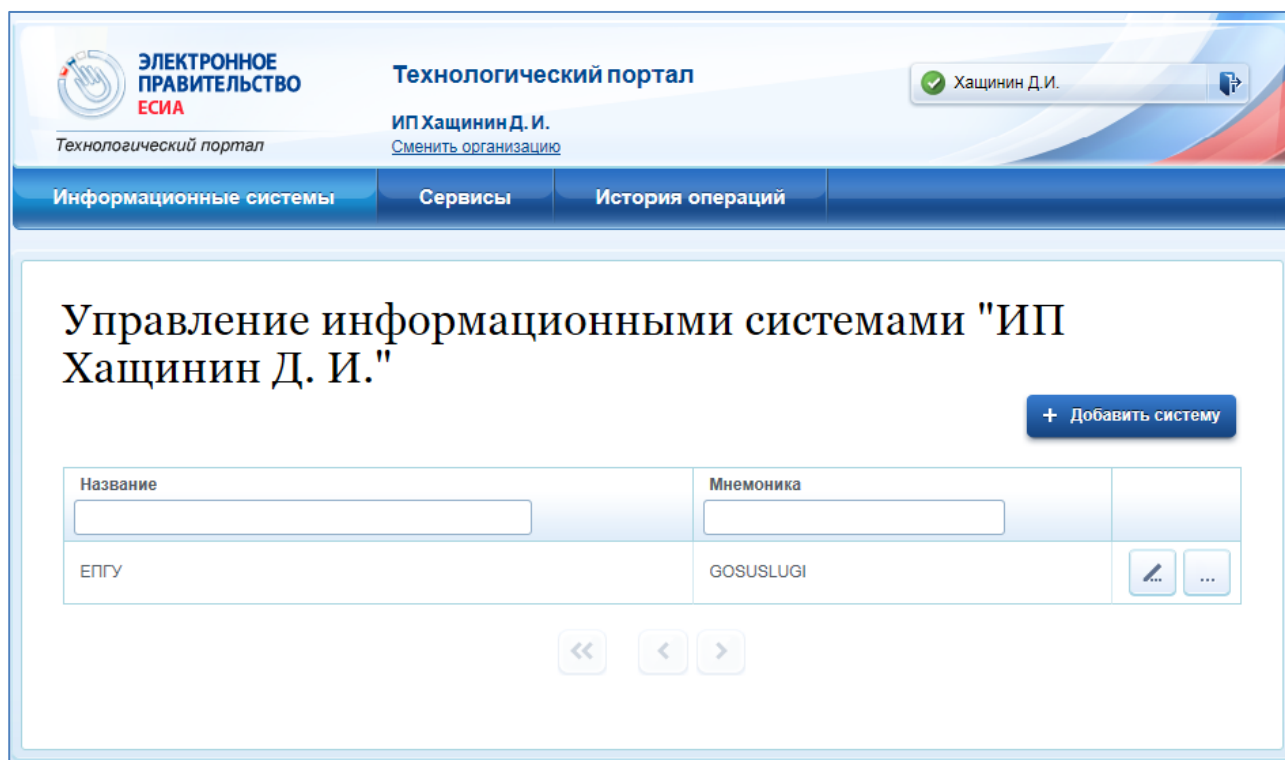 ЭЛЕКТРОННОЕ
ПРАВИТЕЛЬСТВО
ЕСИА
Технологический портал
Технологический портал
ИП Хащинин Д. И.
Сменить организацию
Хащинин Д.И.
Информационные системы
Сервисы
История операций
Управление информационными системами "ИП
Хащинин Д. И."
+ Добавить систему
Название
Мнемоника
ЕПГУ
GOSUSLUGI
...